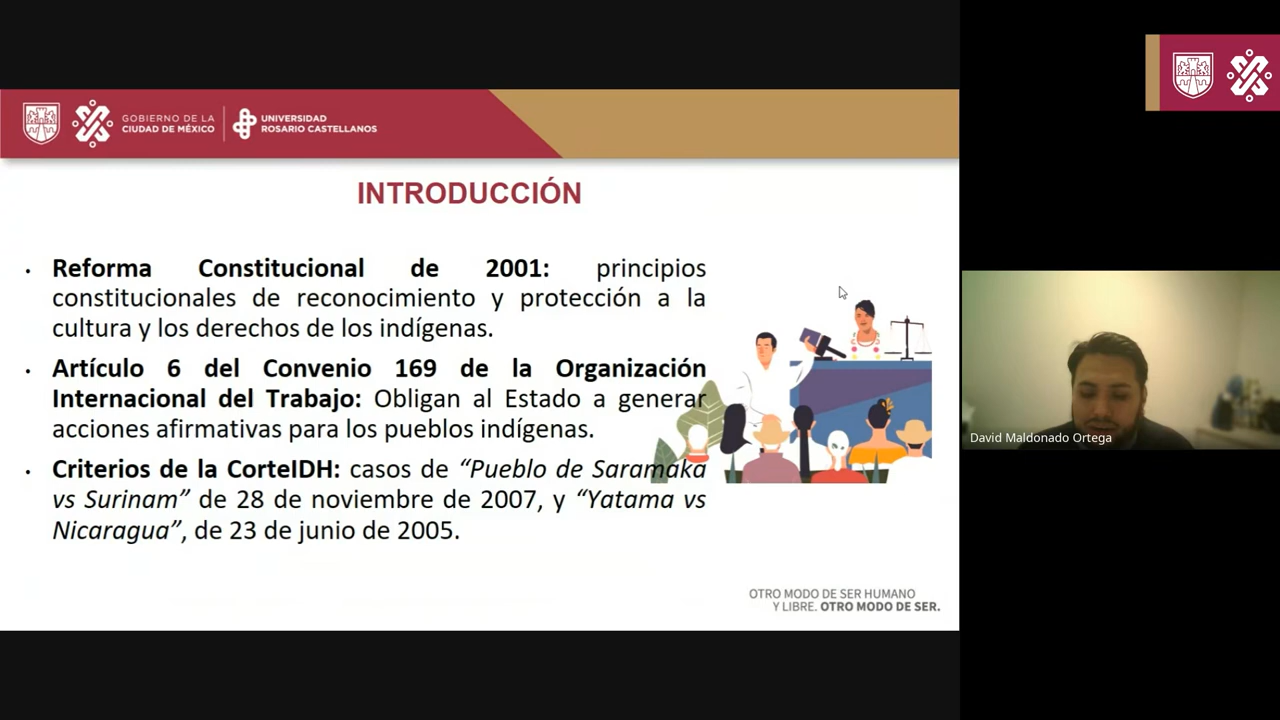 GOBIERNO DE LA
CIUDAD DE MÉXICO
UNIVERSIDAD
ROSARIO CASTELLANOS
INTRODUCCIÓN
• Reforma Constitucional de 2001: principios
constitucionales de reconocimiento y protección a la
cultura y los derechos de los indígenas.
• Artículo 6 del Convenio 169 de la Organización
Internacional del Trabajo: Obligan al Estado a generar
acciones afirmativas para los pueblos indígenas.
• Criterios de la CorteIDH: casos de “Pueblo de Saramaka
vs Surinam” de 28 de noviembre de 2007, y “Yatama vs
Nicaragua”, de 23 de junio de 2005.
OTRO MODO DE SER HUMANO
Y LIBRE. OTRO MODO DE SER.
David Maldonado Ortega